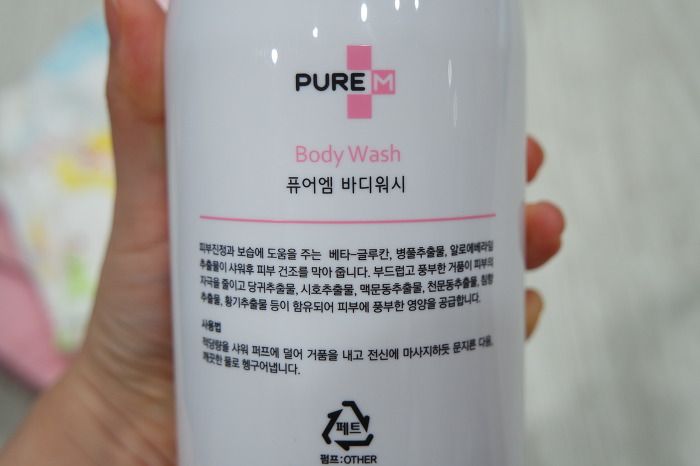 PURE M
Body Wash
퓨어엠 바디워시
피부진정과 보습에 도움을 주는 베타-글루칸, 병풀추출물, 알로에베라잎
추출물이 샤워후 피부 건조를 막아 줍니다. 부드럽고 풍부한 거품이 피부의
자극을 줄이고 당귀추출물, 시호추출물, 맥문동추출물, 천문동추출물, 침향
추출물, 황기추출물 등이 함유되어 피부에 풍부한 영양을 공급합니다.
사용법
적당량을 샤워 퍼프에 덜어 거품을 내고 전신에 마사지하듯 문지른 다음,
깨끗한 물로 헹구어냅니다.
페트
펌프:OTHER